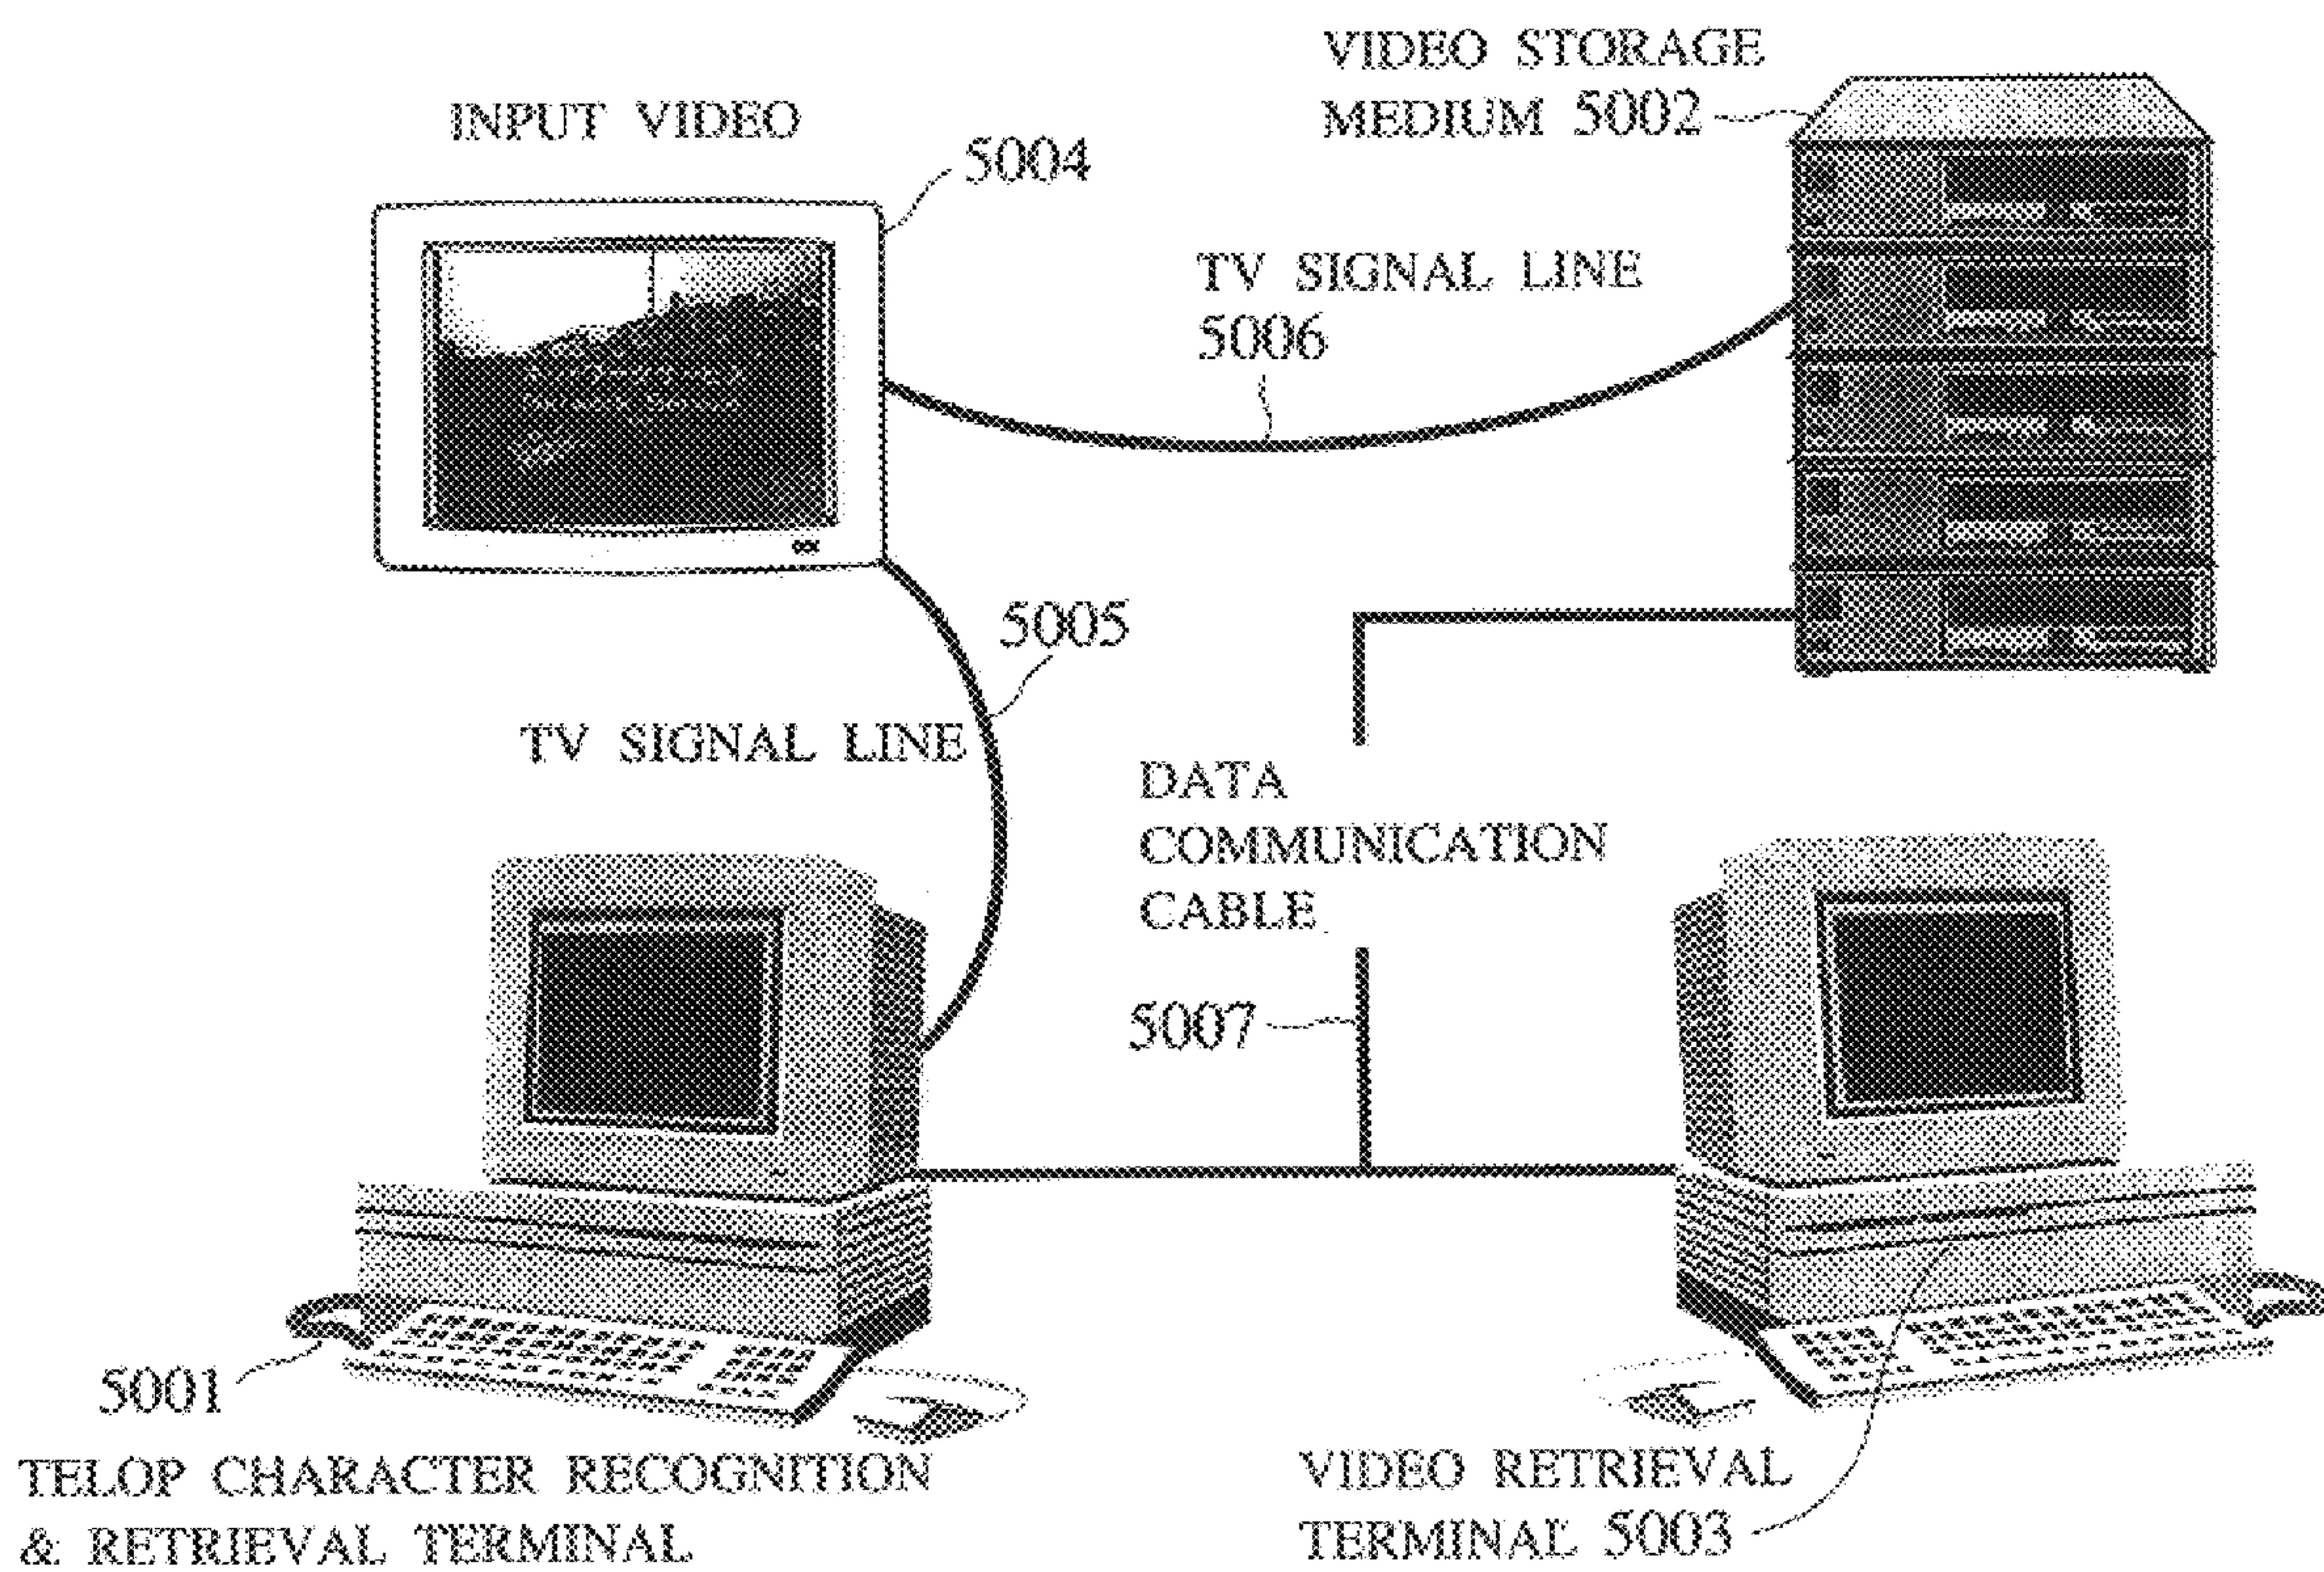 VIDEO STORAGE
MEDIUM 5002
INPUT VIDEO
5004
TV SIGNAL LINE
5006
5005
TV SIGNAL LINE
DATA
COMMUNICATION
CABLE
5007
5001
TELOP CHARACTER RECOGNITION
& RETRIEVAL TERMINAL
VIDEO RETRIEVAL
TERMINAL 5003